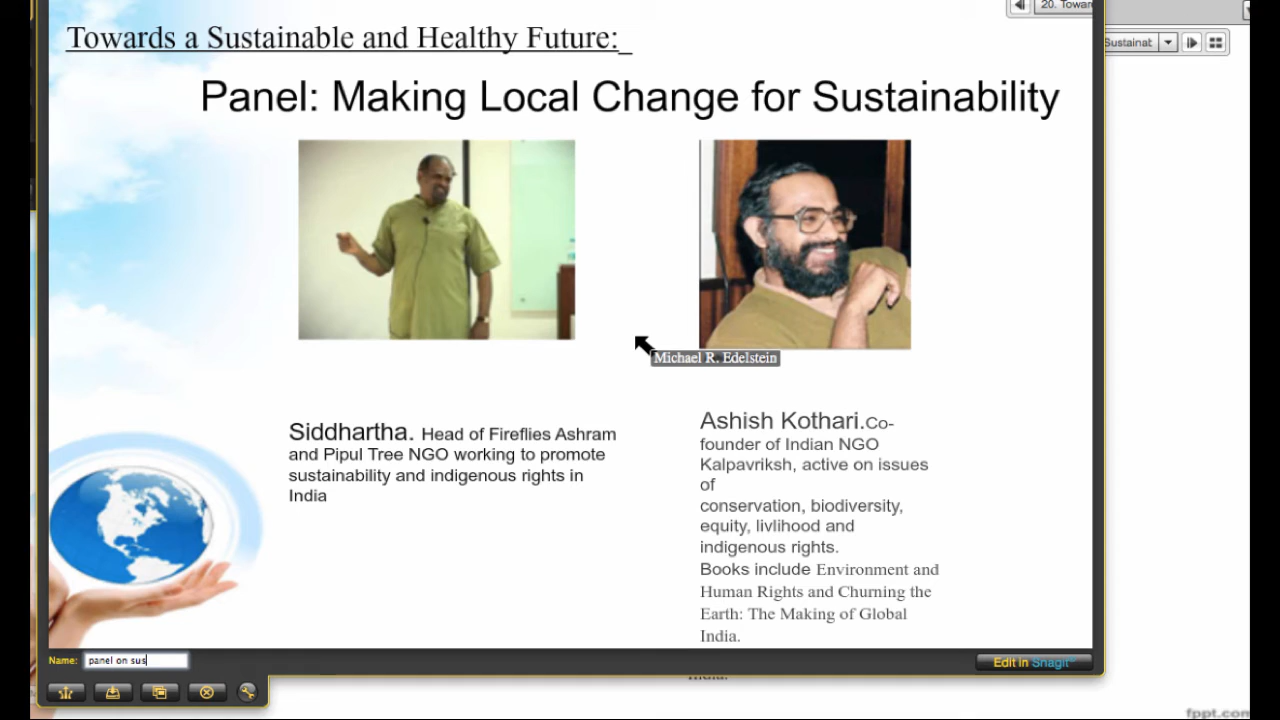 20. Towar
Towards a Sustainable and Healthy Future:_
Sustainat
Panel: Making Local Change for Sustainability
Michael R. Edelstein
Siddhartha. Head of Fireflies Ashram
and Pipul Tree NGO working to promote
sustainability and indigenous rights in
India
Ashish Kothari.Co-
founder of Indian NGO
Kalpavriksh, active on issues
of
conservation, biodiversity,
equity, livlihood and
indigenous rights.
Books include Environment and
Human Rights and Churning the
Earth: The Making of Global
India.
Name: panel on sus
Edit in Snagit™
India.
fppt.com